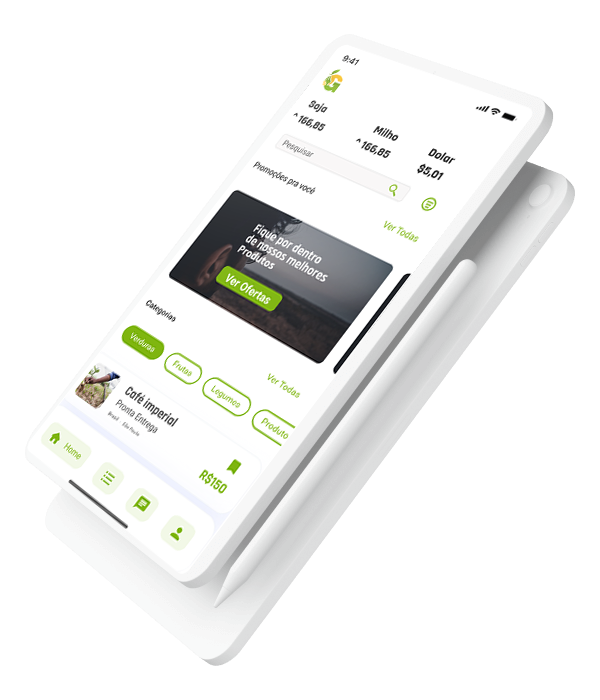 9:41
G
Soja
^ 166,85
Milho
^ 166,85
Dolar
$5,01
Pesquisar
Promoções pra você
Ver Todas
Fique por dentro
de nossos melhores
Produtos
Ver Ofertas
Categorias
Ver Todas
Verduras
Frutas
Legumes
Produto
Café imperial
Pronta Entrega
Brasil São Paulo
R$150
Home